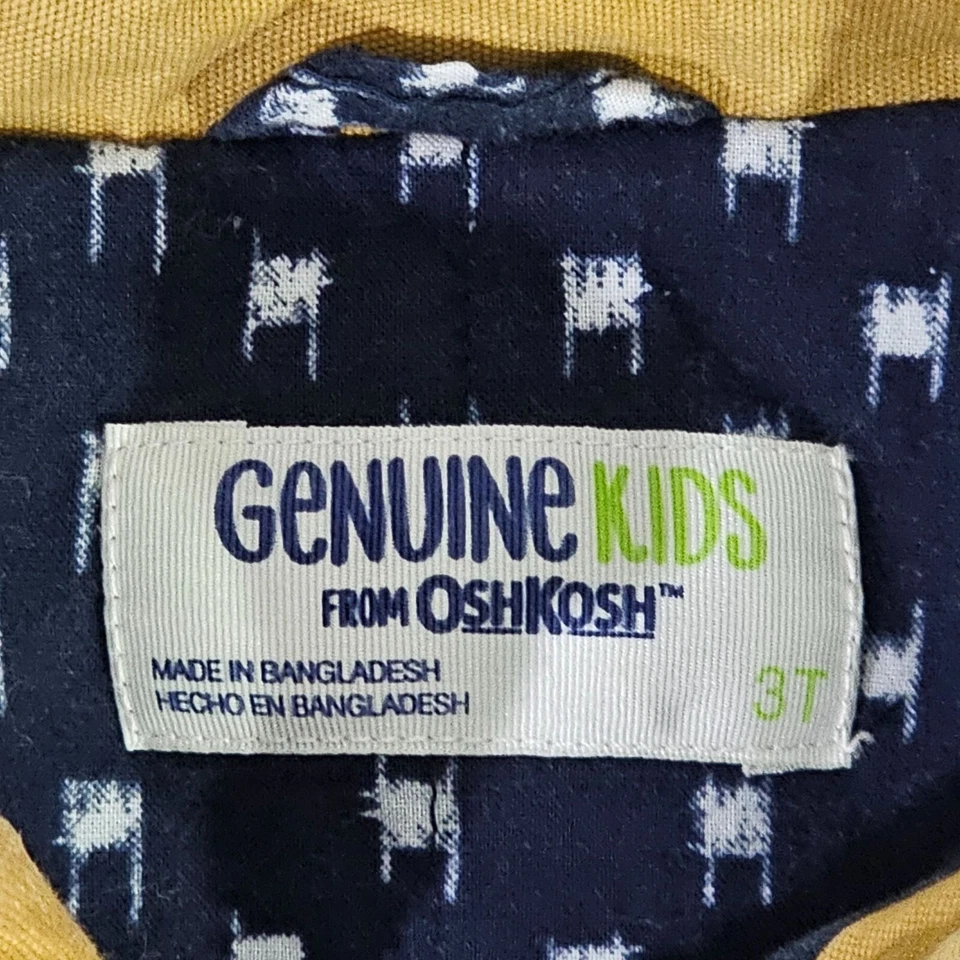 GENUINE KIDS
FROM OSHKOSH™
MADE IN BANGLADESH
HECHO EN BANGLADESH
3T